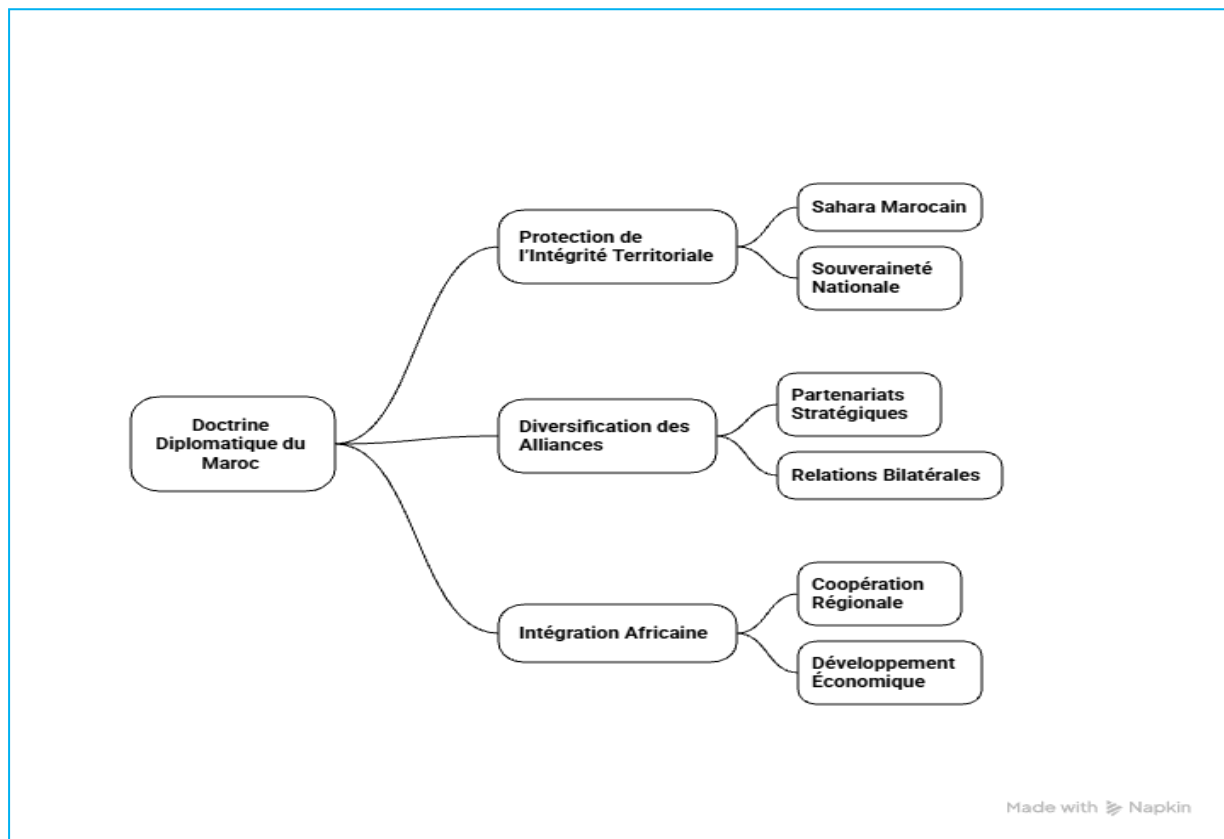 Doctrine
Diplomatique du
Maroc
Protection de
l'Intégrité Territoriale
Sahara Marocain
Souveraineté
Nationale
Diversification des
Alliances
Partenariats
Stratégiques
Relations Bilatérales
Intégration Africaine
Coopération
Régionale
Développement
Économique
Made with Napkin